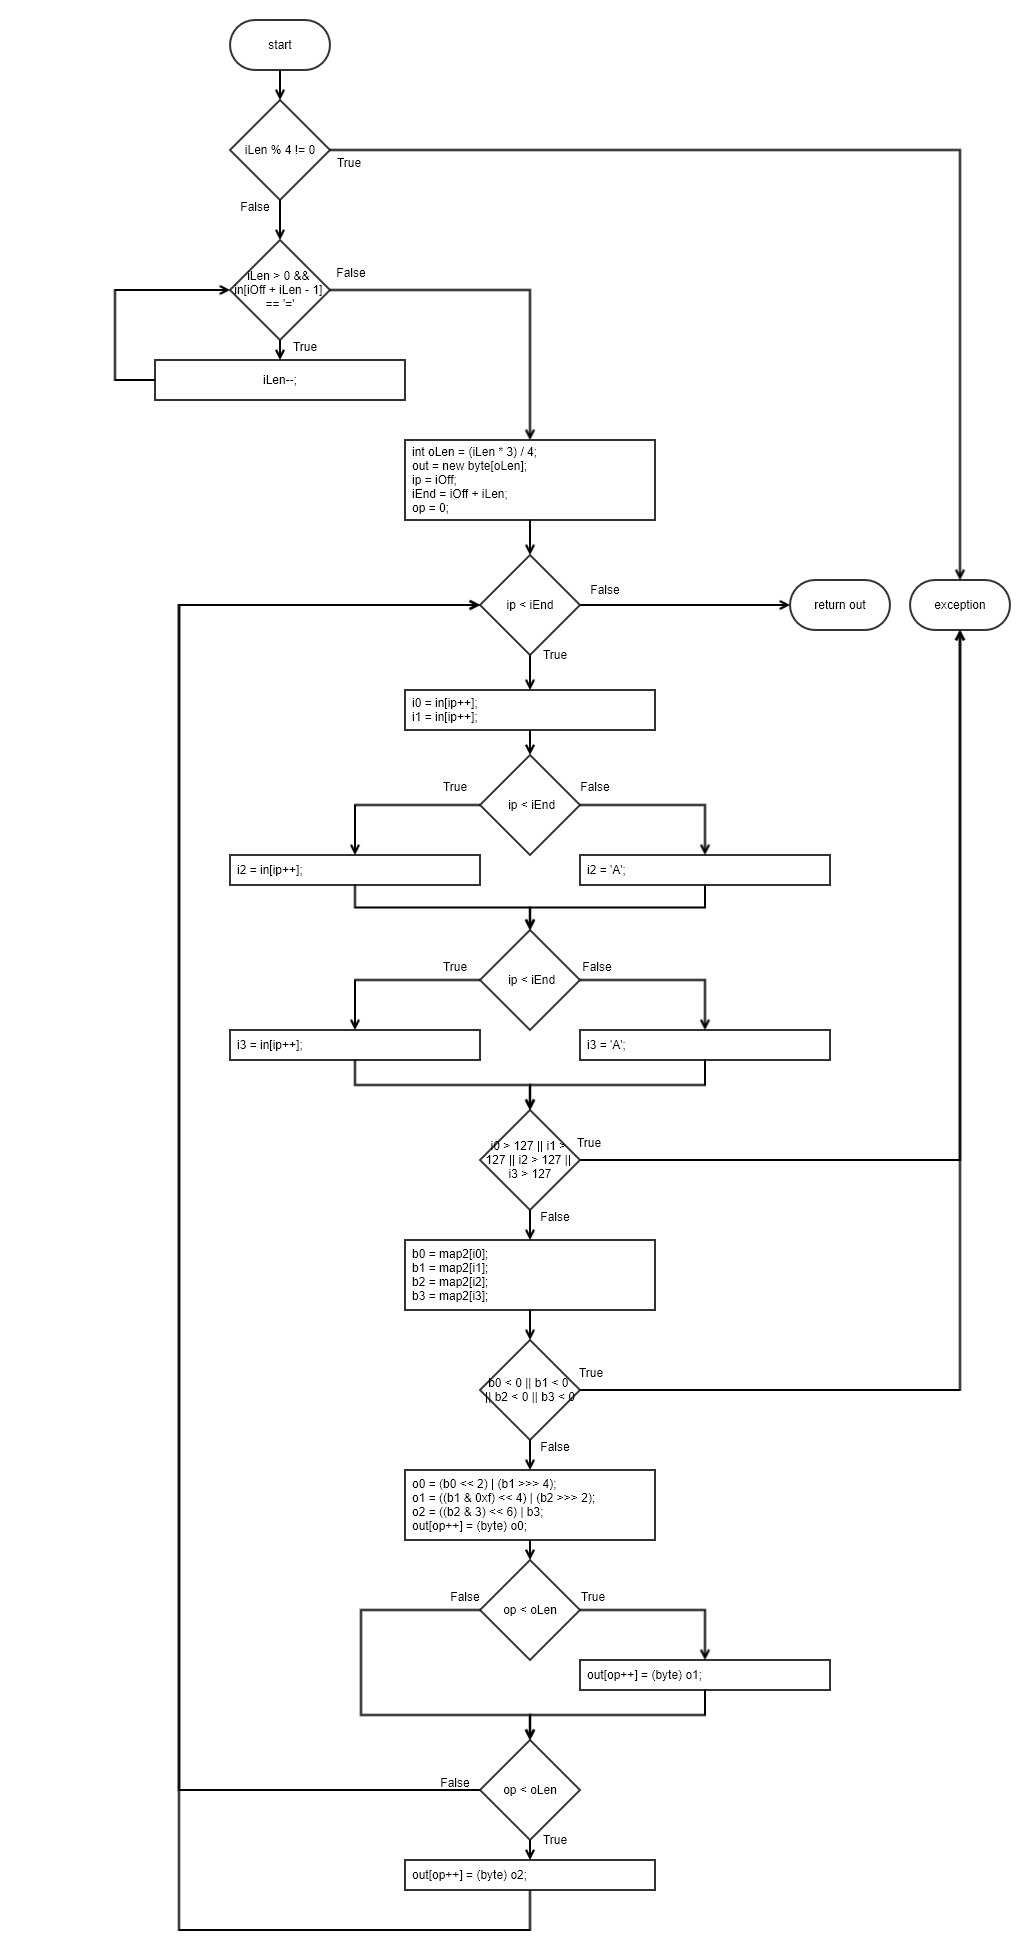 start
iLen % 4 != 0
True
False
iLen > 0 &&
in[iOff + iLen - 1]
== '='
False
True
iLen--;
int oLen = (iLen * 3) / 4;
out = new byte[oLen];
ip = iOff;
iEnd = iOff + iLen;
op = 0;
ip < iEnd
False
return out
exception
True
i0 = in[ip++];
i1 = in[ip++];
True
ip < iEnd
False
i2 = in[ip++];
i2 = 'A';
True
ip < iEnd
False
i3 = in[ip++];
i3 = 'A';
i0 > 127 || i1 >
127 || i2 > 127 ||
i3 > 127
True
False
b0 = map2[i0];
b1 = map2[i1];
b2 = map2[i2];
b3 = map2[i3];
b0 < 0 || b1 < 0
|| b2 < 0 || b3 < 0
True
False
o0 = (b0 << 2) | (b1 >>> 4);
o1 = ((b1 & 0xf) << 4) | (b2 >>> 2);
o2 = ((b2 & 3) << 6) | b3;
out[op++] = (byte) o0;
False
op < oLen
True
out[op++] = (byte) o1;
False
op < oLen
True
out[op++] = (byte) o2;